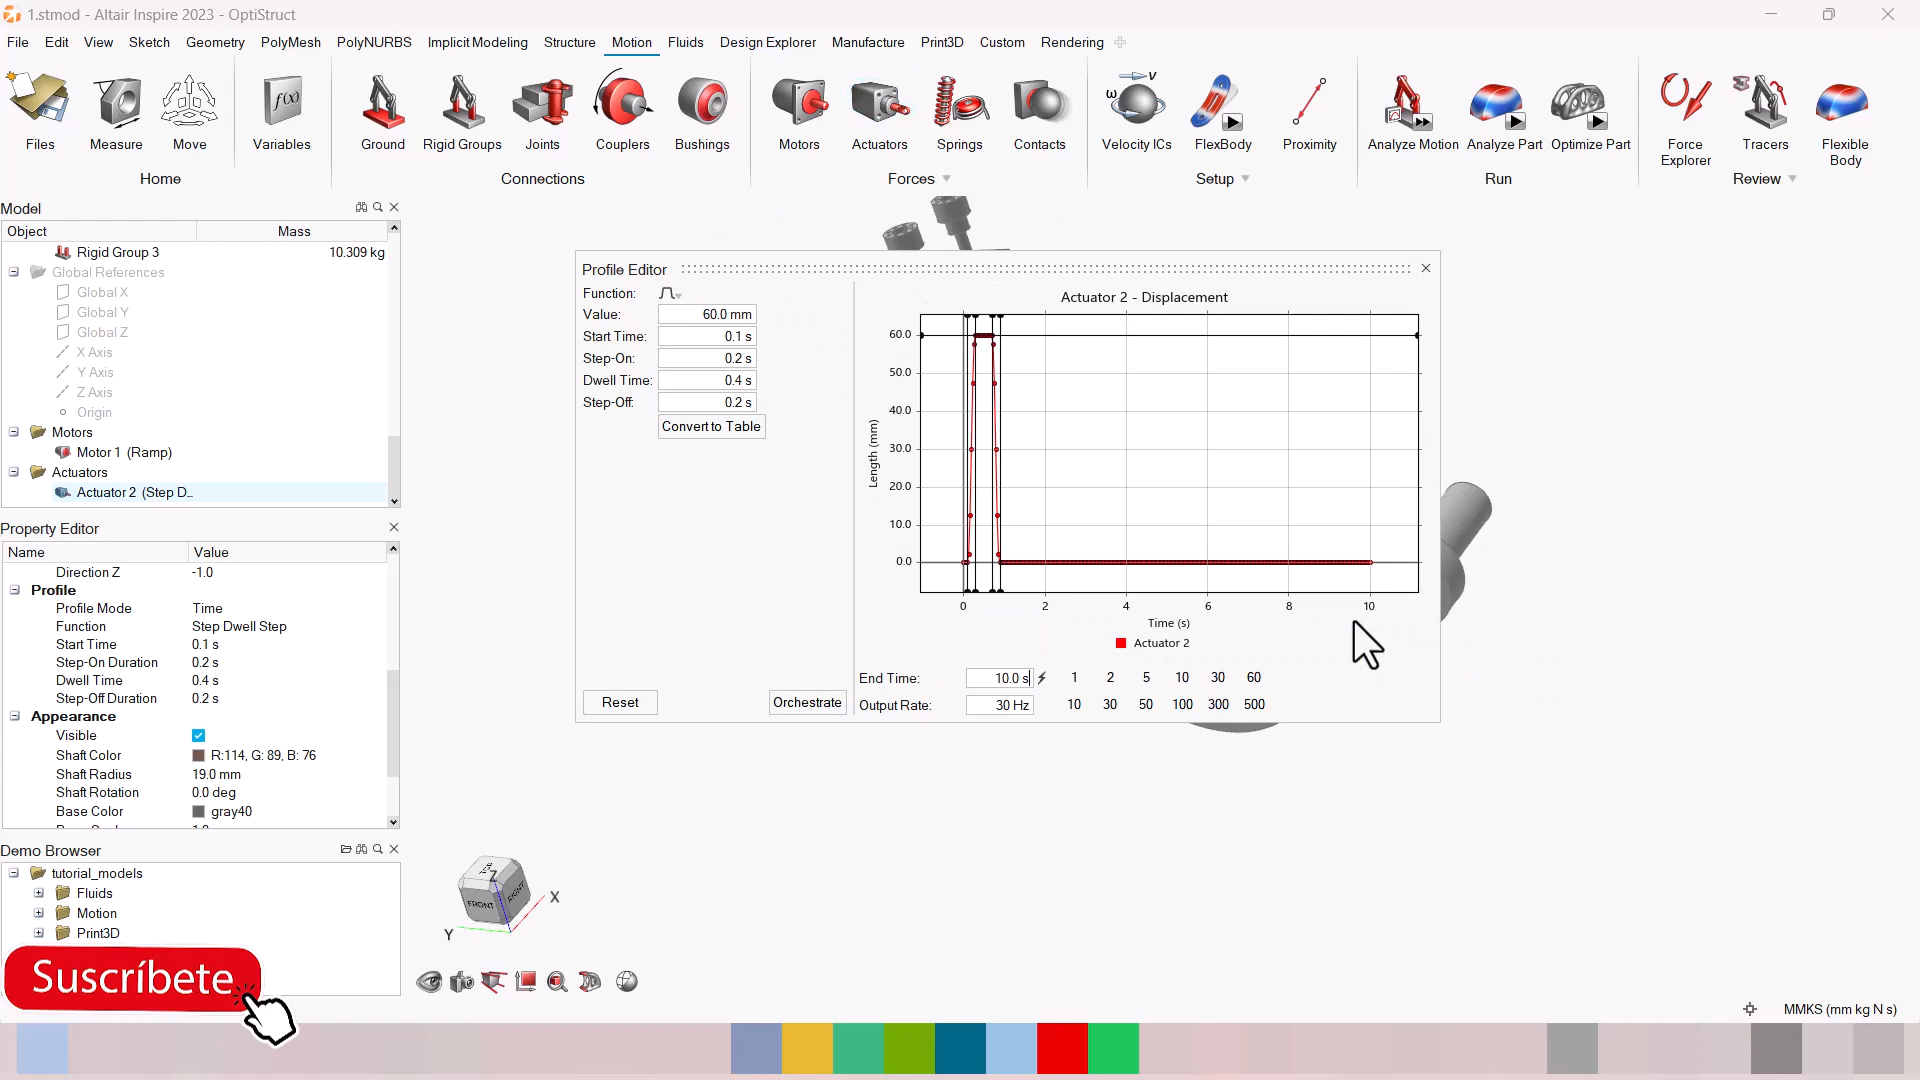 1.stmod - Altair Inspire 2023 - OptiStruct
File Edit View Sketch Geometry PolyMesh PolyNURBS Implicit Modeling Structure Motion Fluids Design Explorer Manufacture Print3D Custom Rendering
Files Measure Move Variables Ground Rigid Groups Joints Couplers Bushings Motors Actuators Springs Contacts Velocity ICs FlexBody Proximity Analyze Motion Analyze Part Optimize Part Force Explorer Tracers Flexible Body
Home Connections Forces Setup Run Review
Model
Object Mass
Rigid Group 3 10.309 kg
Global References
Global X
Global Y
Global Z
X Axis
Y Axis
Z Axis
Origin
Motors
Motor 1 (Ramp)
Actuators
Actuator 2 (Step D...
Property Editor
Name Value
Direction Z -1.0
Profile
Profile Mode Time
Function Step Dwell Step
Start Time 0.1 s
Step-On Duration 0.2 s
Dwell Time 0.4 s
Step-Off Duration 0.2 s
Appearance
Visible
Shaft Color R:114, G: 89, B: 76
Shaft Radius 19.0 mm
Shaft Rotation 0.0 deg
Base Color gray40
Demo Browser
tutorial_models
Fluids
Motion
Print3D
Suscríbete
Profile Editor
Function:
Value: 60.0 mm
Start Time: 0.1 s
Step-On: 0.2 s
Dwell Time: 0.4 s
Step-Off: 0.2 s
Convert to Table
Reset Orchestrate
Actuator 2 - Displacement
60.0
50.0
40.0
30.0
20.0
10.0
0.0
Length (mm)
0 2 4 6 8 10
Time (s)
Actuator 2
End Time: 10.0 s 1 2 5 10 30 60
Output Rate: 30 Hz 10 30 50 100 300 500
FRONT RIGHT
Z
X
Y
MMKS (mm kg N s)